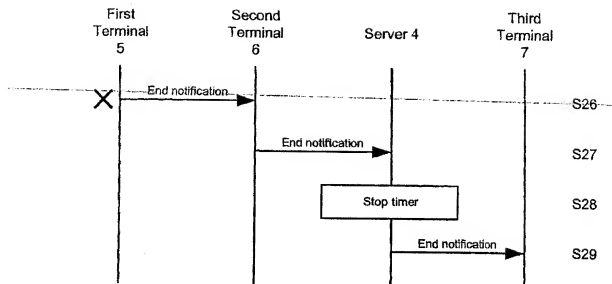 First
Terminal
5
Second
Terminal
6
Server 4
Third
Terminal
7
End notification
S26
End notification
S27
Stop timer
S28
End notification
S29